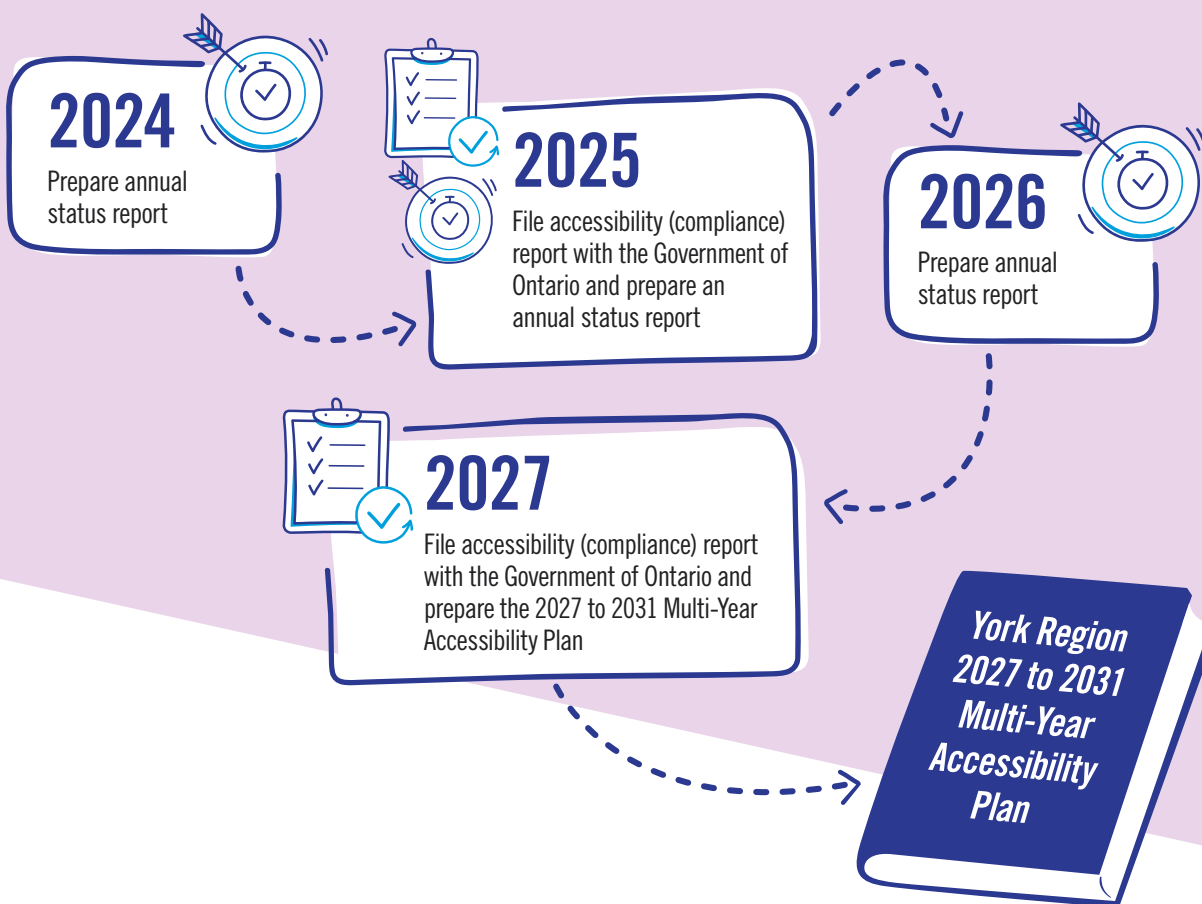 2024
Prepare annual
status report
2025
File accessibility (compliance)
report with the Government of
Ontario and prepare an
annual status report
2026
Prepare annual
status report
2027
File accessibility (compliance) report
with the Government of Ontario and
prepare the 2027 to 2031 Multi-Year
Accessibility Plan
York Region
2027 to 2031
Multi-Year
Accessibility
Plan